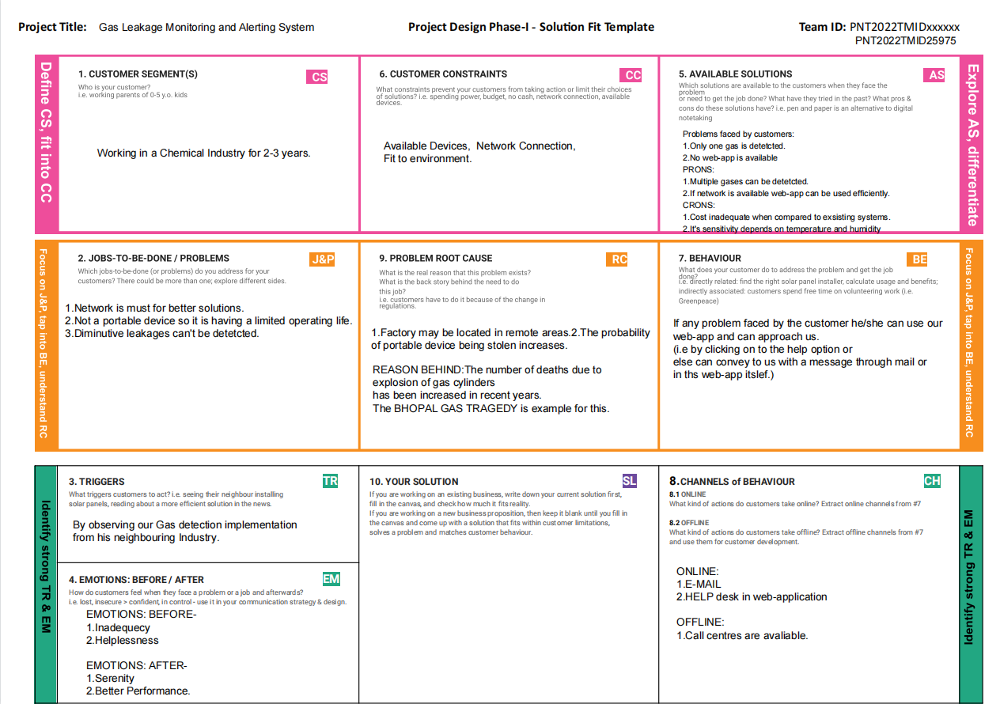 Project Title: Gas Leakage Monitoring and Alerting System
Project Design Phase-I - Solution Fit Template
Team ID: PNT2022TMIDxxxxxx
PNT2022TMID25975
Define CS, fit into CC
1. CUSTOMER SEGMENT(S)
CS
Who is your customer?
i.e. working parents of 0-5 y.o. kids
Working in a Chemical Industry for 2-3 years.
6. CUSTOMER CONSTRAINTS
CC
What constraints prevent your customers from taking action or limit their choices
of solutions? i.e. spending power, budget, no cash, network connection, available
devices.
Available Devices, Network Connection,
Fit to environment.
5. AVAILABLE SOLUTIONS
AS
Which solutions are available to the customers when they face the
problem
or need to get the job done? What have they tried in the past? What pros &
cons do these solutions have? i.e. pen and paper is an alternative to digital
notetaking
Problems faced by customers:
1.Only one gas is detetcted.
2.No web-app is available
PRONS:
1.Multiple gases can be detetcted.
2.If network is available web-app can be used efficiently.
CRONS:
1.Cost inadequate when compared to exsisting systems.
2.It's sensitivity depends on temperature and humidity
Explore AS, differentiate
Focus on J&P, tap into BE, understand RC
2. JOBS-TO-BE-DONE / PROBLEMS
J&P
Which jobs-to-be-done (or problems) do you address for your
customers? There could be more than one; explore different sides.
1.Network is must for better solutions.
2.Not a portable device so it is having a limited operating life.
3.Diminutive leakages can't be detetcted.
9. PROBLEM ROOT CAUSE
RC
What is the real reason that this problem exists?
What is the back story behind the need to do
this job?
i.e. customers have to do it because of the change in
regulations.
1.Factory may be located in remote areas.2.The probability
of portable device being stolen increases.
REASON BEHIND:The number of deaths due to
explosion of gas cylinders
has been increased in recent years.
The BHOPAL GAS TRAGEDY is example for this.
7. BEHAVIOUR
BE
What does your customer do to address the problem and get the job
done?
i.e. directly related: find the right solar panel installer, calculate usage and benefits;
indirectly associated: customers spend free time on volunteering work (i.e.
Greenpeace)
If any problem faced by the customer he/she can use our
web-app and can approach us.
(i.e by clicking on to the help option or
else can convey to us with a message through mail or
in ths web-app itslef.)
Focus on J&P, tap into BE, understand RC
Identify strong TR & EM
3. TRIGGERS
TR
What triggers customers to act? i.e. seeing their neighbour installing
solar panels, reading about a more efficient solution in the news.
By observing our Gas detection implementation
from his neighbouring Industry.
4. EMOTIONS: BEFORE / AFTER
EM
How do customers feel when they face a problem or a job and afterwards?
i.e. lost, insecure > confident, in control - use it in your communication strategy & design.
EMOTIONS: BEFORE-
1.Inadequecy
2.Helplessness
EMOTIONS: AFTER-
1.Serenity
2.Better Performance.
10. YOUR SOLUTION
SL
If you are working on an existing business, write down your current solution first,
fill in the canvas, and check how much it fits reality.
If you are working on a new business proposition, then keep it blank until you fill in
the canvas and come up with a solution that fits within customer limitations,
solves a problem and matches customer behaviour.
8.CHANNELS of BEHAVIOUR
CH
8.1 ONLINE
What kind of actions do customers take online? Extract online channels from #7
8.2 OFFLINE
What kind of actions do customers take offline? Extract offline channels from #7
and use them for customer development.
ONLINE:
1.E-MAIL
2.HELP desk in web-application
OFFLINE:
1.Call centres are avaliable.
Identify strong TR & EM